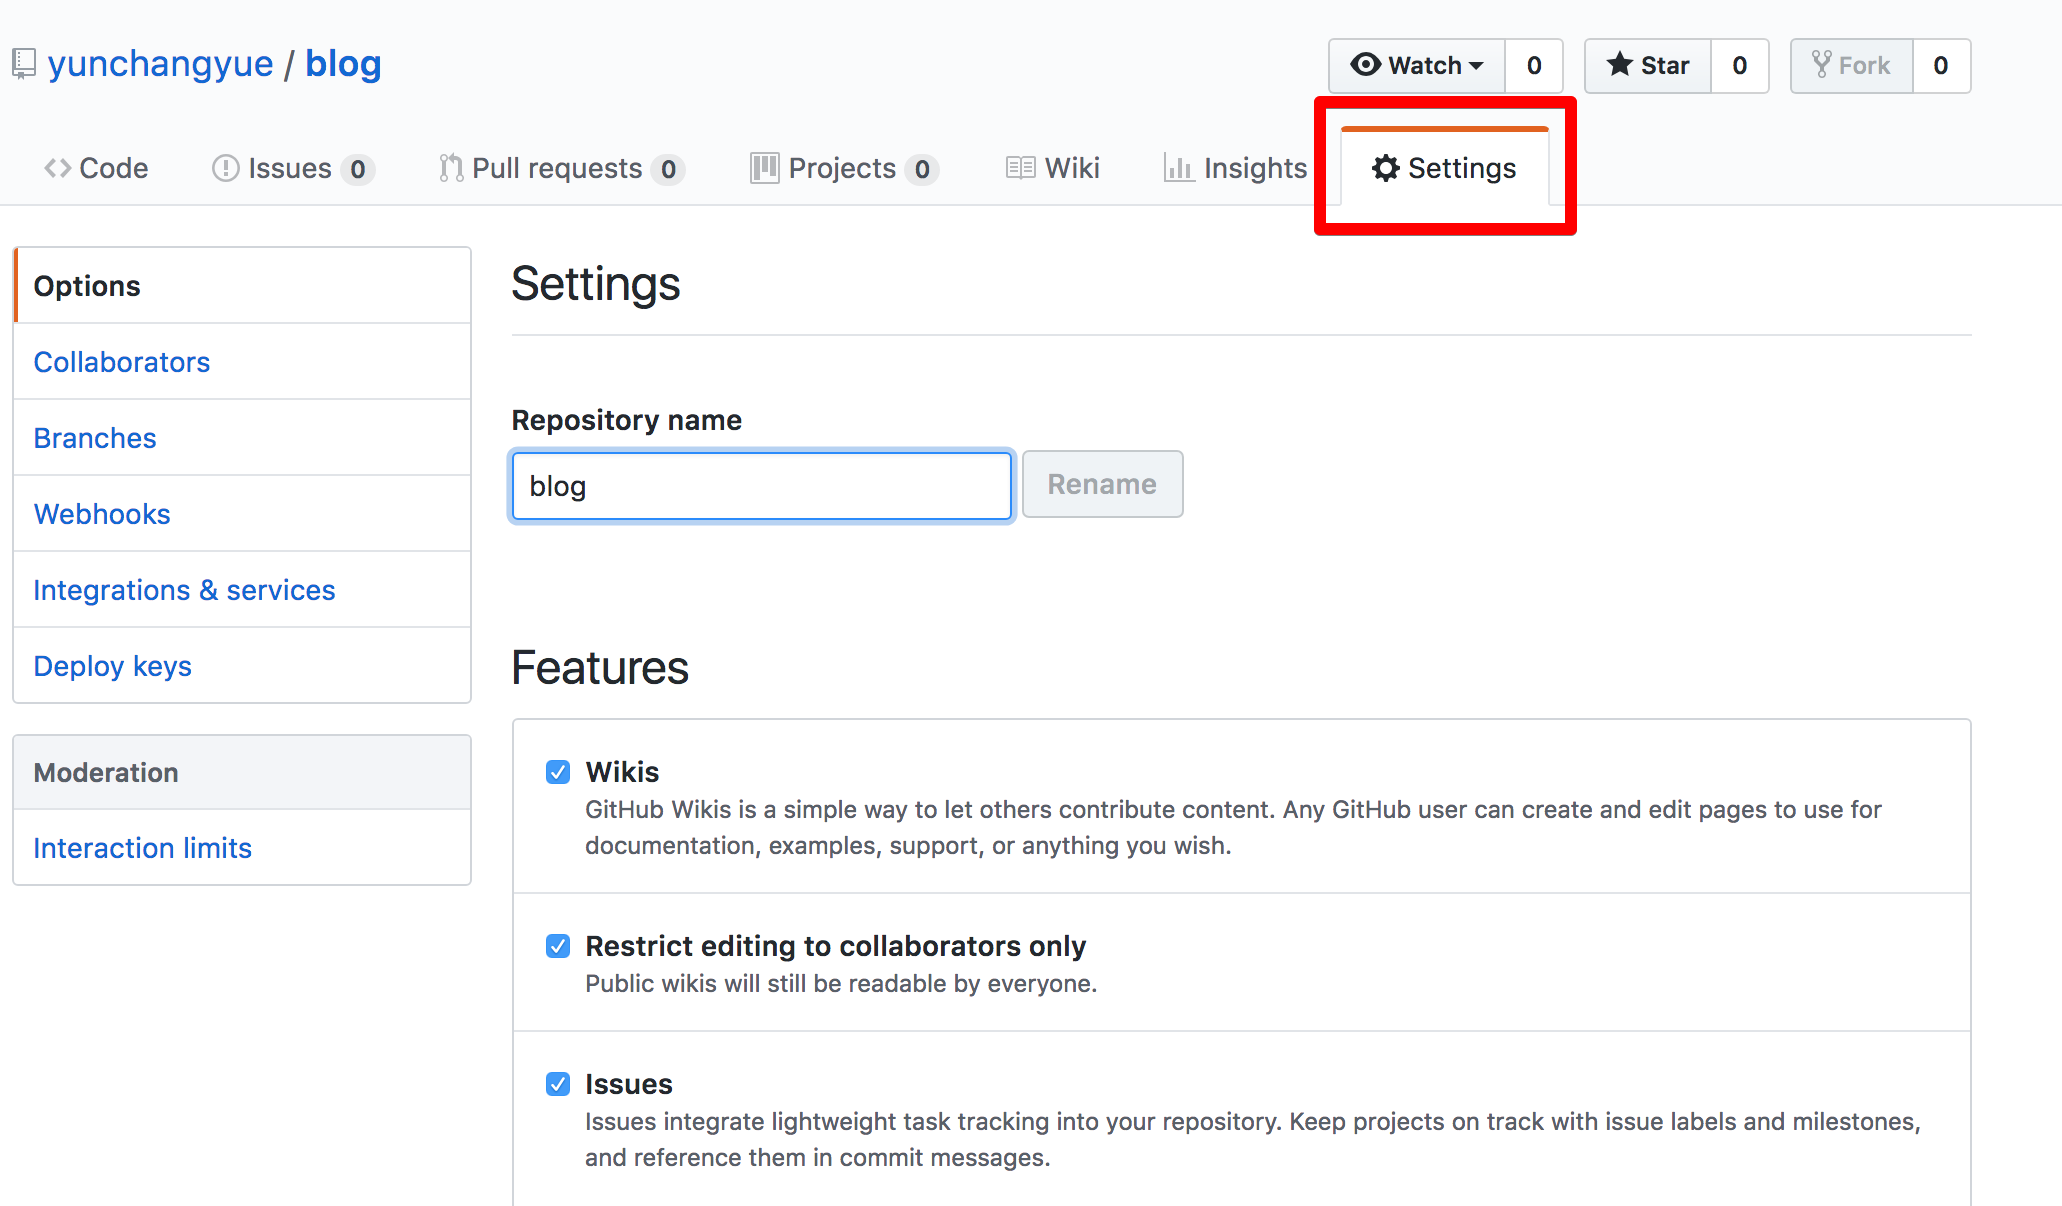 yunchangyue / blog
Watch 0 Star 0 Fork 0
Code Issues 0 Pull requests 0 Projects 0 Wiki Insights Settings
Options
Collaborators
Branches
Webhooks
Integrations & services
Deploy keys
Moderation
Interaction limits
Settings
Repository name
blog Rename
Features
Wikis
GitHub Wikis is a simple way to let others contribute content. Any GitHub user can create and edit pages to use for
documentation, examples, support, or anything you wish.
Restrict editing to collaborators only
Public wikis will still be readable by everyone.
Issues
Issues integrate lightweight task tracking into your repository. Keep projects on track with issue labels and milestones,
and reference them in commit messages.